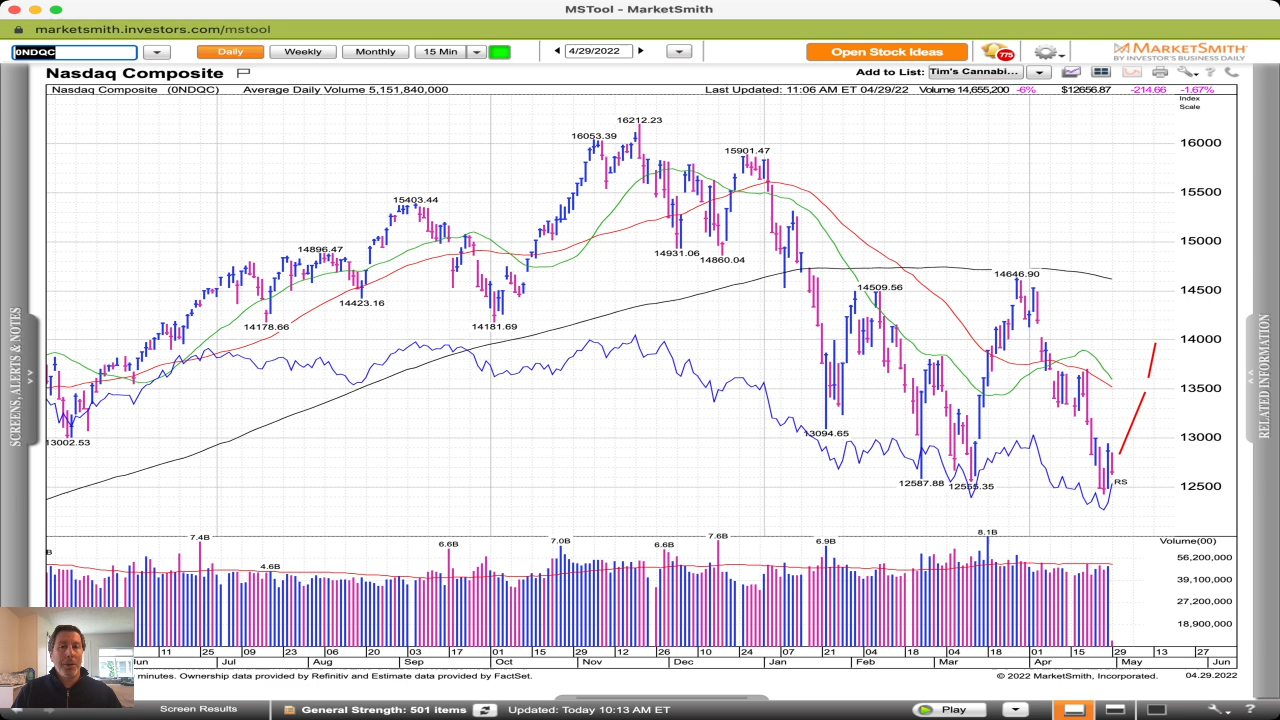 MSTool - MarketSmith
marketsmith.investors.com/mstool
0NDQC
Daily
Weekly
Monthly
15 Min
4/29/2022
Open Stock Ideas
775
MARKETSMITH
BY INVESTOR'S BUSINESS DAILY
Nasdaq Composite
Add to List:
Tim's Cannabi...
Nasdaq Composite (0NDQC)
Average Daily Volume 5,151,840,000
Last Updated: 11:06 AM ET 04/29/22
Volume 14,655,200
-6%
$12656.87
-214.66
-1.67%
Index
Scale
16212.23
16053.39
15901.47
15403.44
14896.47
14931.06
14860.04
14423.16
14178.66
14181.69
14509.56
14646.90
13094.65
13002.53
12587.88
12555.35
RS
16000
15500
15000
14500
14000
13500
13000
12500
SCREENS, ALERTS & NOTES
RELATED INFORMATION
B
7.4B
4.6B
6.6B
7.0B
6.6B
7.6B
6.9B
8.1B
Volume(00)
56,200,000
39,100,000
27,200,000
18,900,000
11 25 09 23 06 20 03 17 01 15 29 12 26 10 24 07 21 04 18 04 18 01 15 29 13 27
Jun Jul Aug Sep Oct Nov Dec Jan Feb Mar Apr May Jun
minutes. Ownership data provided by Refinitiv and Estimate data provided by FactSet.
© 2022 MarketSmith, Incorporated.
04.29.2022
Screen Results
General Strength: 501 items
Updated: Today 10:13 AM ET
Play